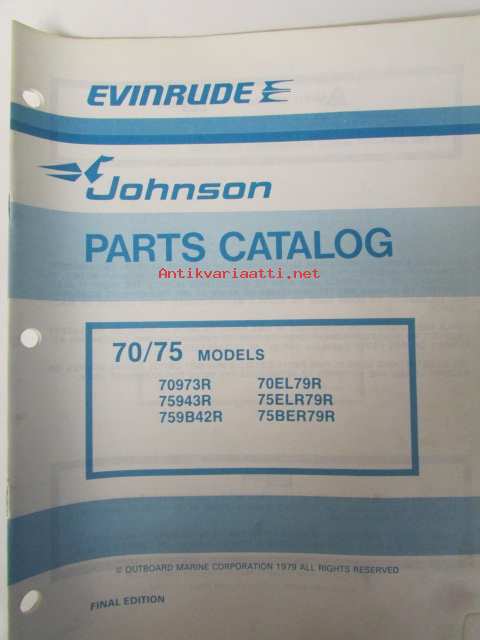 EVINRUDE
Johnson
PARTS CATALOG
Antikvariaatti.net
70/75 MODELS
70973R 70EL79R
75943R 75ELR79R
759B42R 75BER79R
© OUTBOARD MARINE CORPORATION 1979 ALL RIGHTS RESERVED
FINAL EDITION